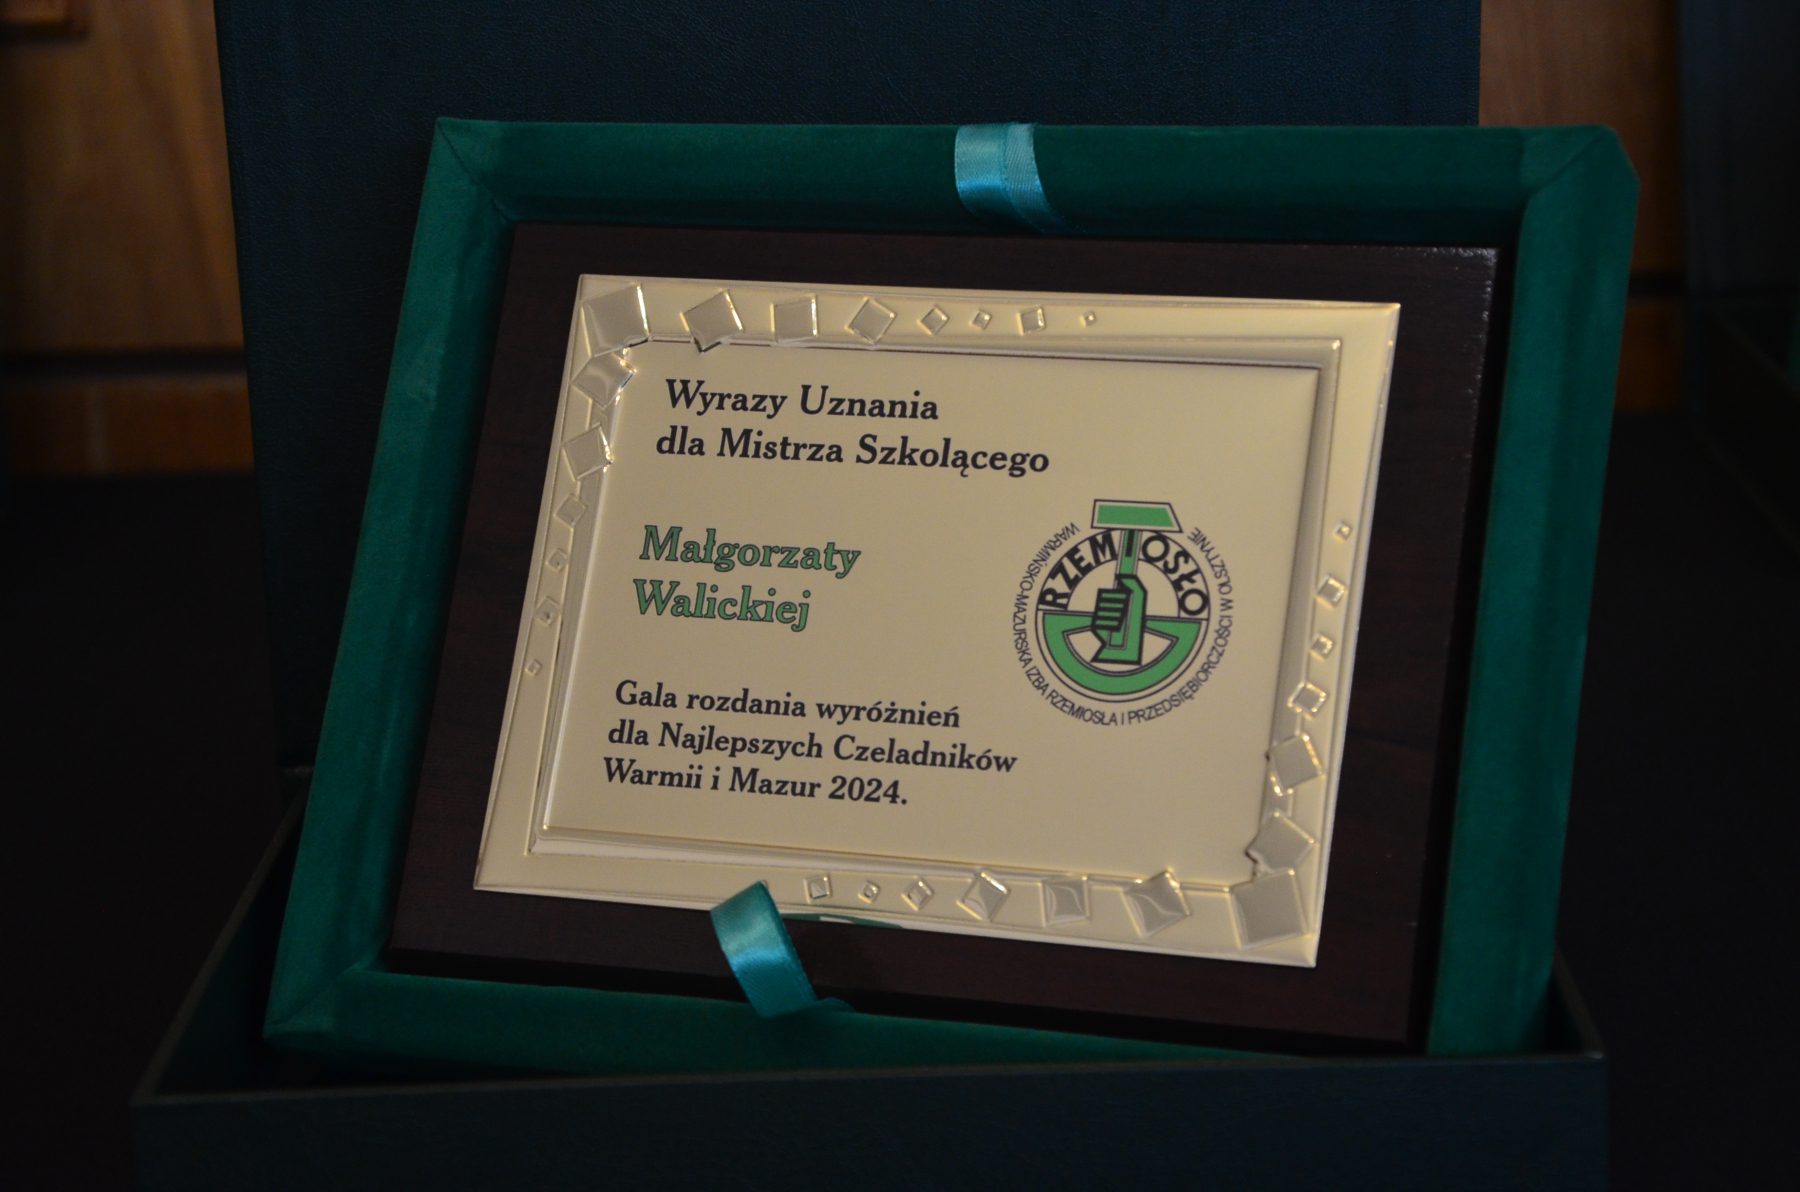 Wyrazy Uznania
dla Mistrza Szkolącego
Małgorzaty
Walickiej
RZEMIOSŁO
WARMIŃSKO-MAZURSKA IZBA RZEMIOSŁA I PRZEDSIĘBIORCZOŚCI W OLSZTYNIE
Gala rozdania wyróżnień
dla Najlepszych Czeladników
Warmii i Mazur 2024.